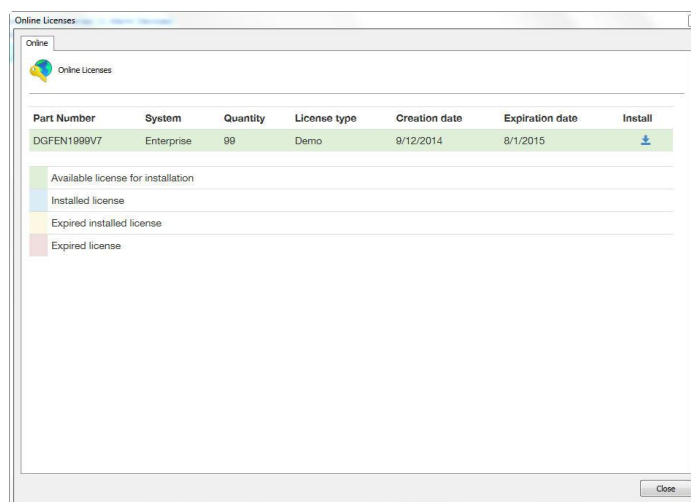 Online Licenses
Online
Online Licenses
Part Number System Quantity License type Creation date Expiration date Install
DGFEN1999V7 Enterprise 99 Demo 9/12/2014 8/1/2015
Available license for installation
Installed license
Expired installed license
Expired license
Close